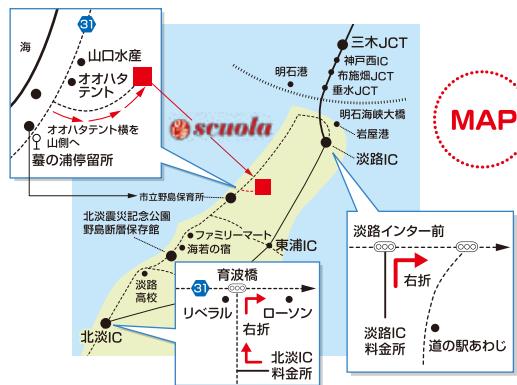 31
海
山口水産
オオハタ
テント
オオハタテント横を
山側へ
蟇の浦停留所
三木JCT
神戸西IC
布施畑JCT
垂水JCT
明石港
明石海峡大橋
岩屋港
淡路IC
scuola
MAP
市立野島保育所
北淡震災記念公園
野島断層保存館
ファミリーマート
海若の宿
東浦IC
淡路
高校
北淡IC
育波橋
31
リベラル
ローソン
右折
北淡IC
料金所
淡路インター前
右折
淡路IC
料金所
道の駅あわじ